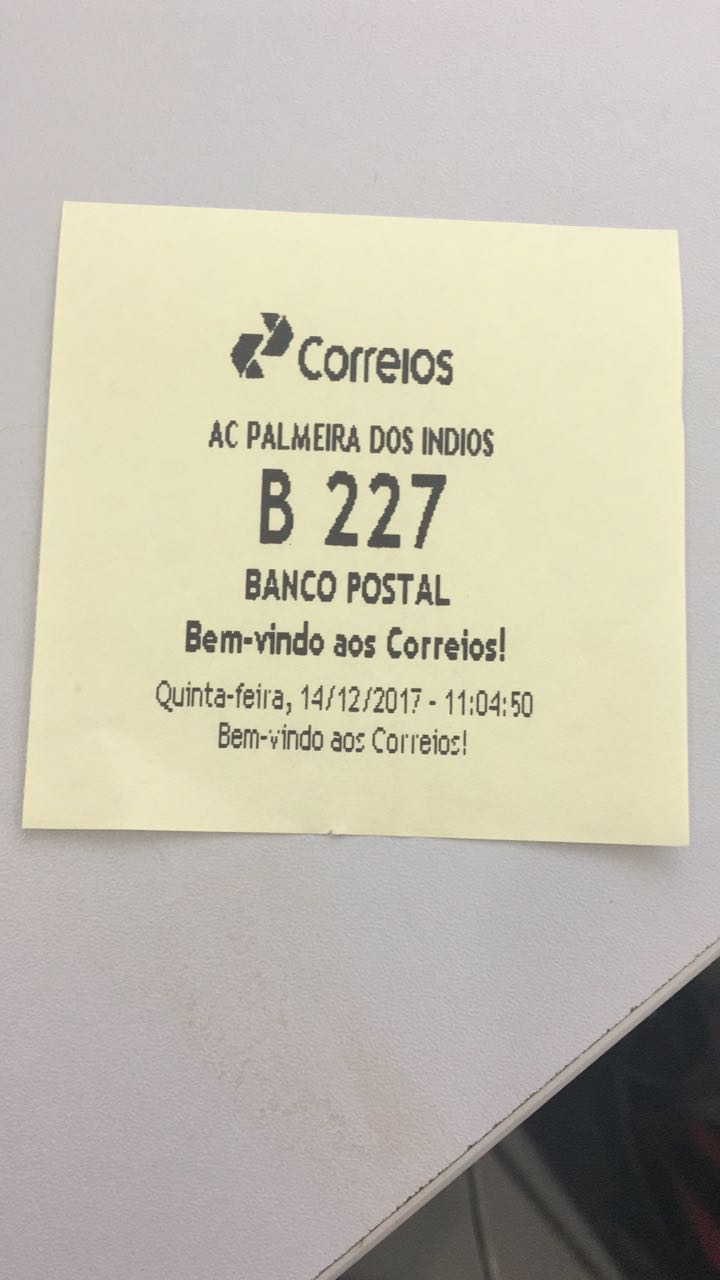 Correios
AC PALMEIRA DOS INDIOS
B 227
BANCO POSTAL
Bem-vindo aos Correios!
Quinta-feira, 14/12/2017 - 11:04:50
Bem-vindo aos Correios!